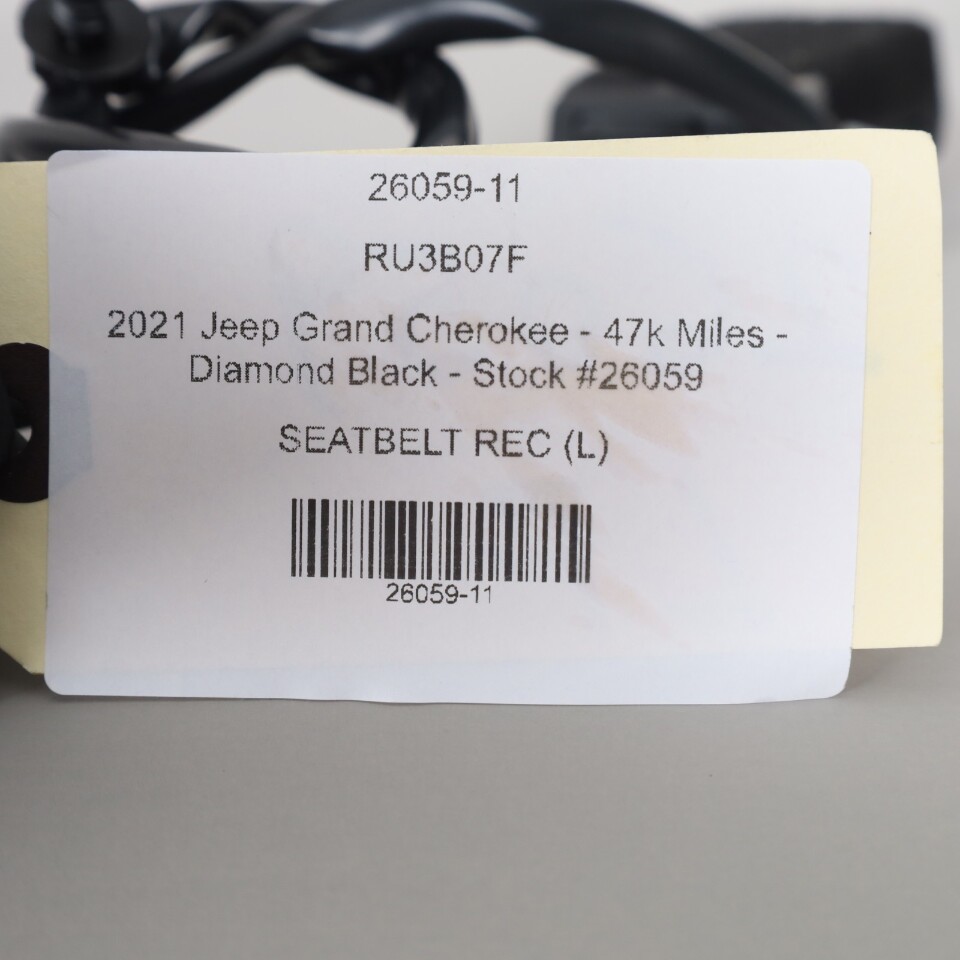 26059-11
RU3B07F
2021 Jeep Grand Cherokee - 47k Miles -
Diamond Black - Stock #26059
SEATBELT REC (L)
26059-11